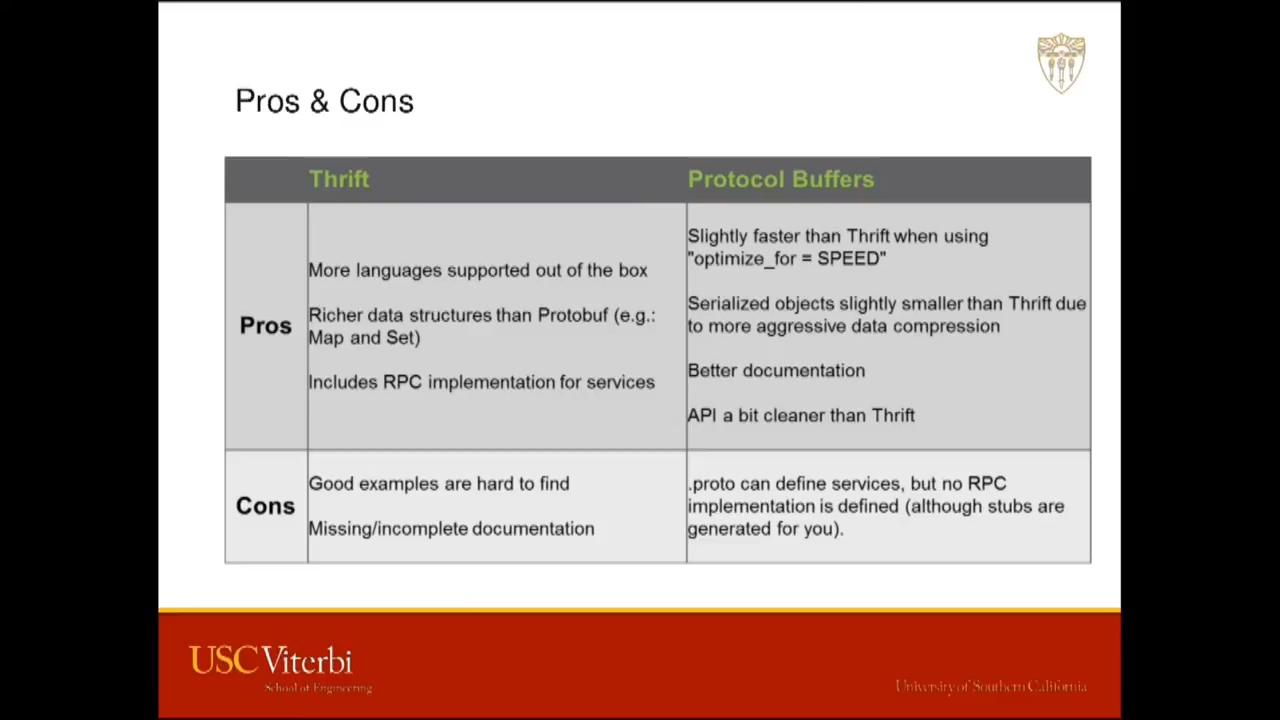 Pros & Cons
Thrift
Protocol Buffers
Pros
More languages supported out of the box
Richer data structures than Protobuf (e.g.:
Map and Set)
Includes RPC implementation for services
Slightly faster than Thrift when using
"optimize_for = SPEED"
Serialized objects slightly smaller than Thrift due
to more aggressive data compression
Better documentation
API a bit cleaner than Thrift
Cons
Good examples are hard to find
Missing/incomplete documentation
.proto can define services, but no RPC
implementation is defined (although stubs are
generated for you).
USC Viterbi
School of Engineering
University of Southern California